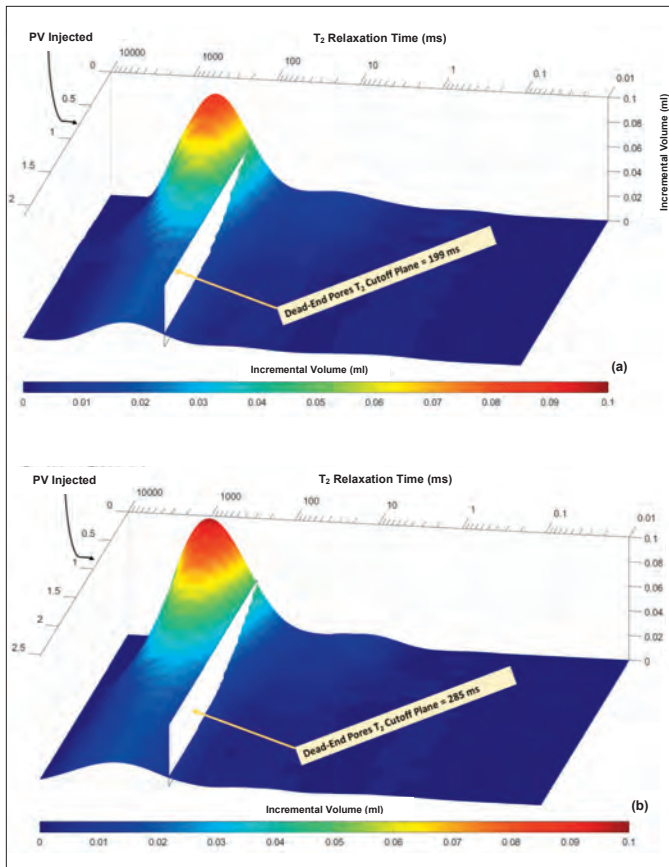 PV Injected
T₂ Relaxation Time (ms)
10000 1000 100 10 1 0.1 0.01
0
0.5
1
1.5
2
0.1
0.08
0.06
0.04
0.02
0
Incremental Volume (ml)
Dead-End Pores T₂ Cutoff Plane = 199 ms
(a)
Incremental Volume (ml)
0 0.01 0.02 0.03 0.04 0.05 0.06 0.07 0.08 0.09 0.1
PV Injected
T₂ Relaxation Time (ms)
10000 1000 100 10 1 0.1 0.01
0
0.5
1
1.5
2
2.5
0.1
0.08
0.06
0.04
0.02
0
Dead-End Pores T₂ Cutoff Plane = 285 ms
(b)
Incremental Volume (ml)
0 0.01 0.02 0.03 0.04 0.05 0.06 0.07 0.08 0.09 0.1